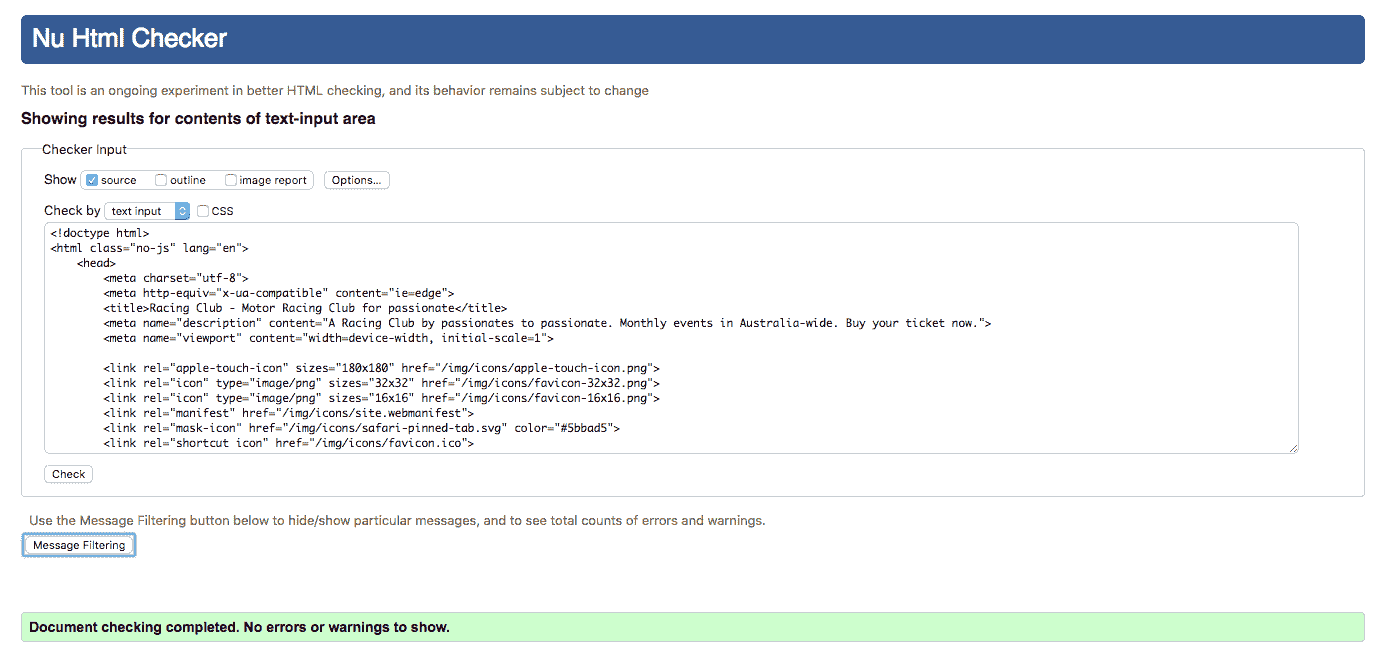 Nu Html Checker
This tool is an ongoing experiment in better HTML checking, and its behavior remains subject to change
Showing results for contents of text-input area
Checker Input
Show source outline image report Options...
Check by text input CSS
<!doctype html>
<html class="no-js" lang="en">
    <head>
        <meta charset="utf-8">
        <meta http-equiv="x-ua-compatible" content="ie=edge">
        <title>Racing Club - Motor Racing Club for passionate</title>
        <meta name="description" content="A Racing Club by passionates to passionate. Monthly events in Australia-wide. Buy your ticket now.">
        <meta name="viewport" content="width=device-width, initial-scale=1">

        <link rel="apple-touch-icon" sizes="180x180" href="/img/icons/apple-touch-icon.png">
        <link rel="icon" type="image/png" sizes="32x32" href="/img/icons/favicon-32x32.png">
        <link rel="icon" type="image/png" sizes="16x16" href="/img/icons/favicon-16x16.png">
        <link rel="manifest" href="/img/icons/site.webmanifest">
        <link rel="mask-icon" href="/img/icons/safari-pinned-tab.svg" color="#5bbad5">
        <link rel="shortcut icon" href="/img/icons/favicon.ico">
Check
Use the Message Filtering button below to hide/show particular messages, and to see total counts of errors and warnings.
Message Filtering
Document checking completed. No errors or warnings to show.